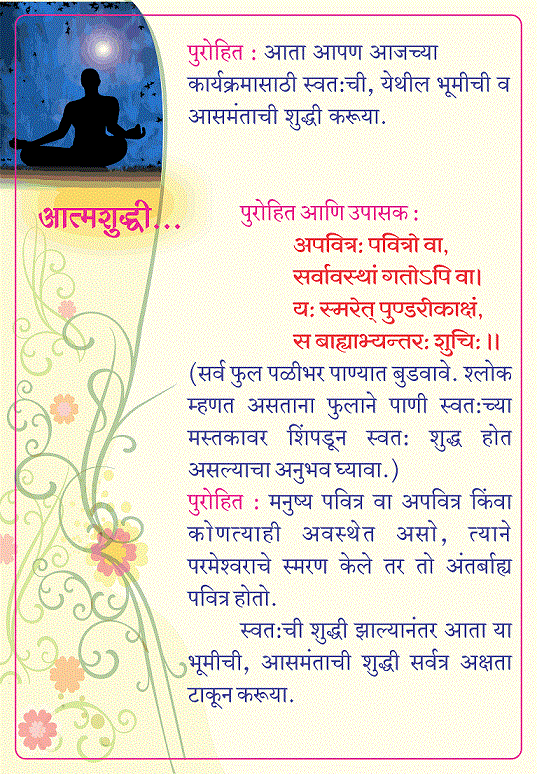 पुरोहित : आता आपण आजच्या
कार्यक्रमासाठी स्वत:ची, येथील भूमीची व
आसमंताची शुद्धी करूया.
आत्मशुद्धी...
पुरोहित आणि उपासक :
अपवित्र: पवित्रो वा,
सर्वावस्थां गतोऽपि वा।
य: स्मरेत् पुण्डरीकाक्षं,
स बाह्याभ्यन्तर: शुचि: ॥
(सर्व फुल पळीभर पाण्यात बुडवावे. श्लोक
म्हणत असताना फुलाने पाणी स्वत:च्या
मस्तकावर शिंपडून स्वत: शुद्ध होत
असल्याचा अनुभव घ्यावा.)
पुरोहित : मनुष्य पवित्र वा अपवित्र किंवा
कोणत्याही अवस्थेत असो, त्याने
परमेश्वराचे स्मरण केले तर तो अंतर्बाह्य
पवित्र होतो.
स्वत:ची शुद्धी झाल्यानंतर आता या
भूमीची, आसमंताची शुद्धी सर्वत्र अक्षता
टाकून करूया.